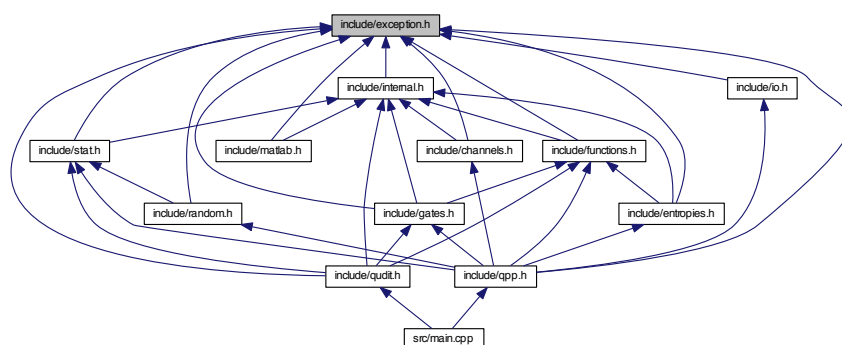 include/exception.h
include/internal.h
include/io.h
include/stat.h
include/matlab.h
include/channels.h
include/functions.h
include/random.h
include/gates.h
include/entropies.h
include/qudit.h
include/qpp.h
src/main.cpp